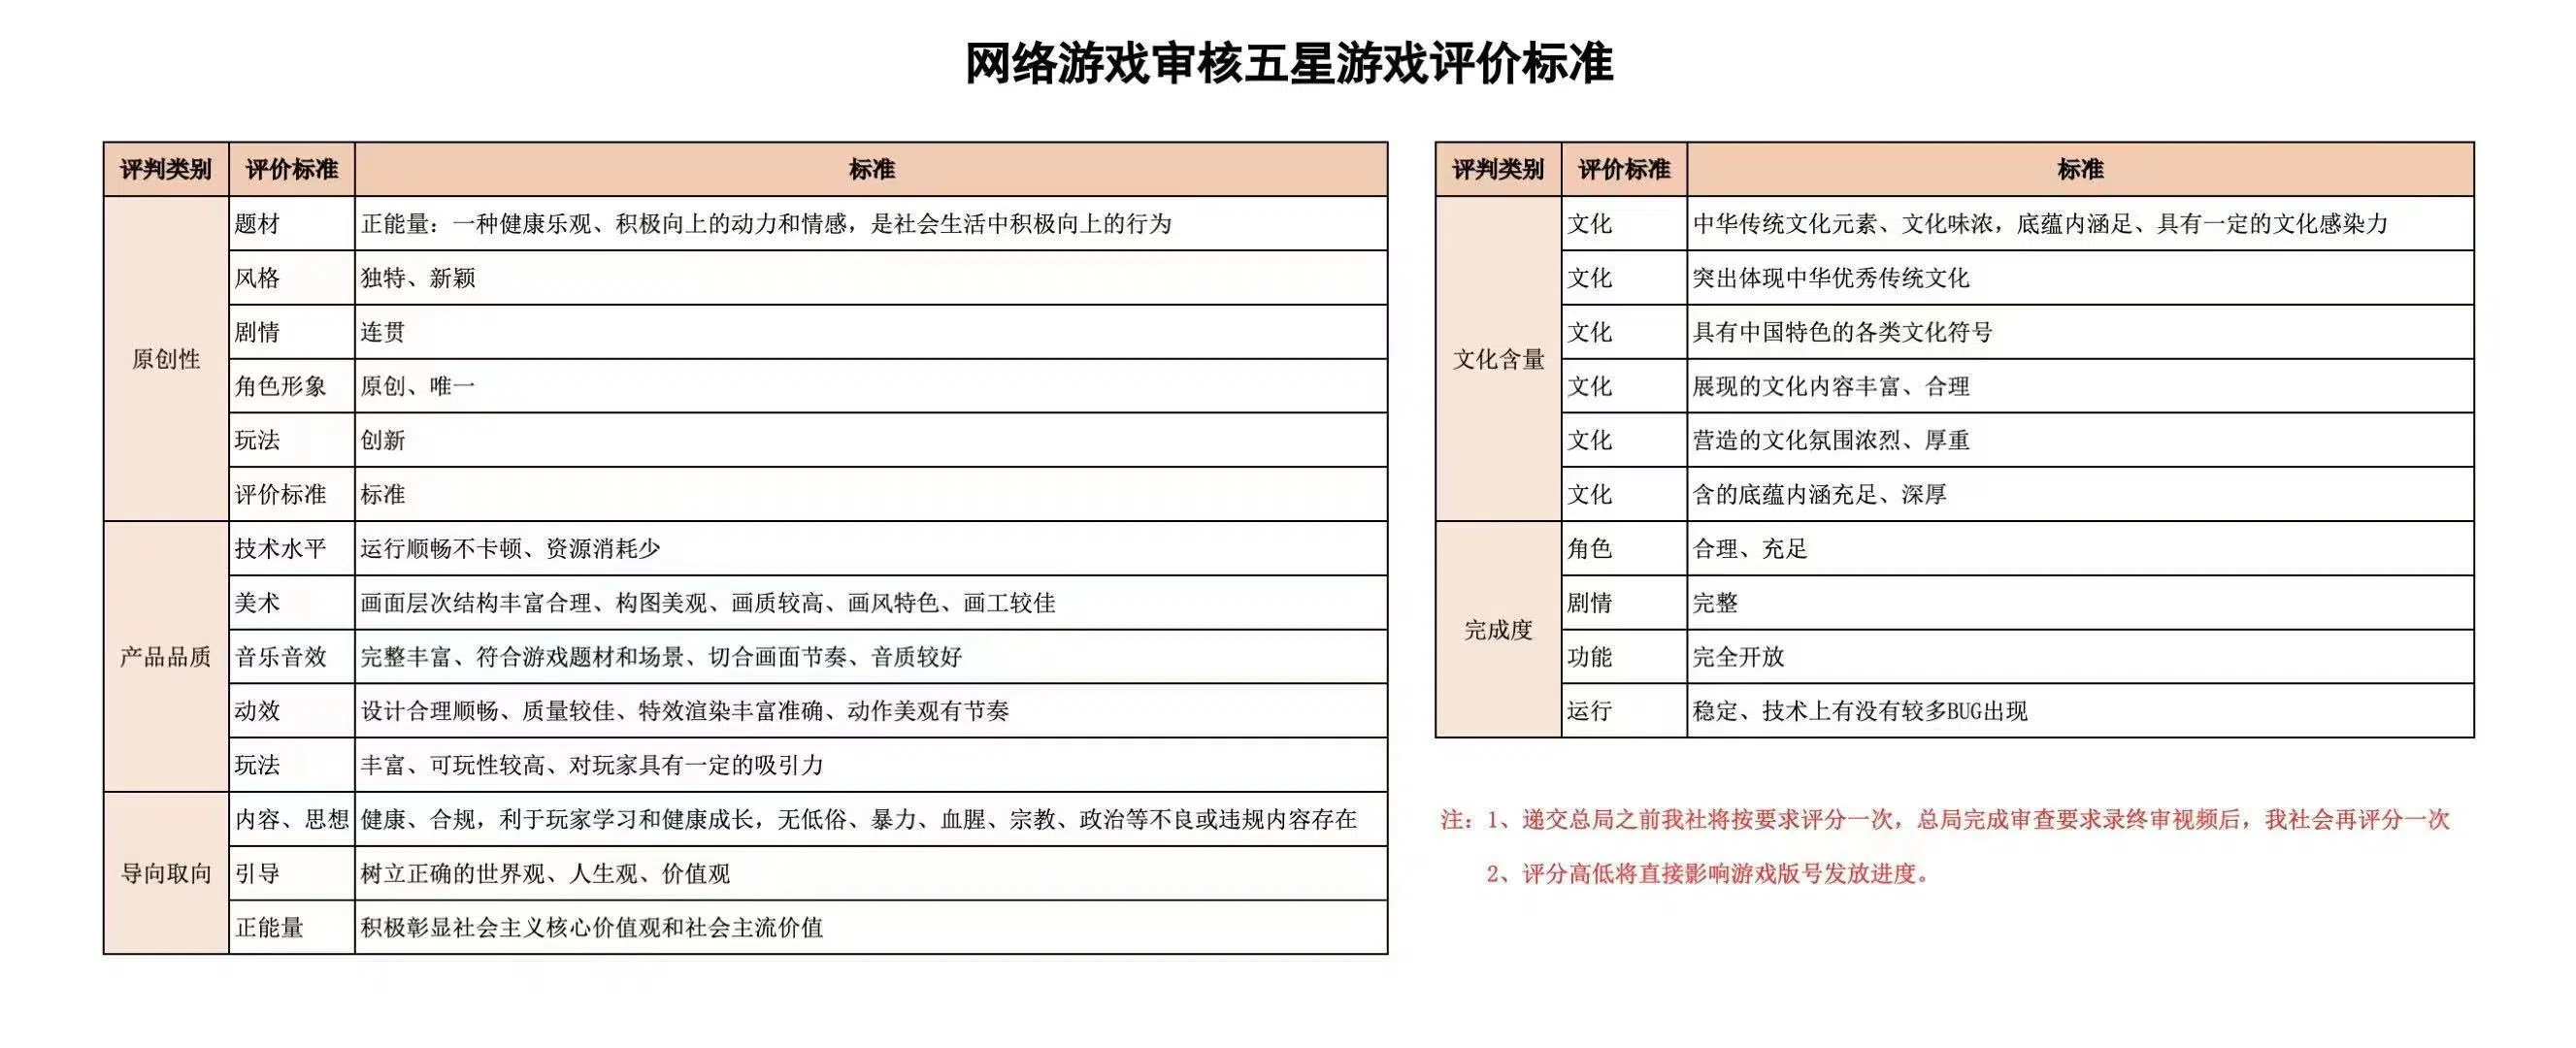 网络游戏审核五星游戏评价标准
评判类别 评价标准 标准
原创性
题材 正能量：一种健康乐观、积极向上的动力和情感，是社会生活中积极向上的行为
风格 独特、新颖
剧情 连贯
角色形象 原创、唯一
玩法 创新
评价标准 标准
产品品质
技术水平 运行顺畅不卡顿、资源消耗少
美术 画面层次结构丰富合理、构图美观、画质较高、画风特色、画工较佳
音乐音效 完整丰富、符合游戏题材和场景、切合画面节奏、音质较好
动效 设计合理顺畅、质量较佳、特效渲染丰富准确、动作美观有节奏
玩法 丰富、可玩性较高、对玩家具有一定的吸引力
导向取向
内容、思想 健康、合规，利于玩家学习和健康成长，无低俗、暴力、血腥、宗教、政治等不良或违规内容存在
引导 树立正确的世界观、人生观、价值观
正能量 积极彰显社会主义核心价值观和社会主流价值
评判类别 评价标准 标准
文化含量
文化 中华传统文化元素、文化味浓，底蕴内涵足、具有一定的文化感染力
文化 突出体现中华优秀传统文化
文化 具有中国特色的各类文化符号
文化 展现的文化内容丰富、合理
文化 营造的文化氛围浓烈、厚重
文化 含的底蕴内涵充足、深厚
完成度
角色 合理、充足
剧情 完整
功能 完全开放
运行 稳定、技术上有没有较多BUG出现
注：1、递交总局之前我社将按要求评分一次，总局完成审查要求录终审视频后，我社会再评分一次
2、评分高低将直接影响游戏版号发放进度。